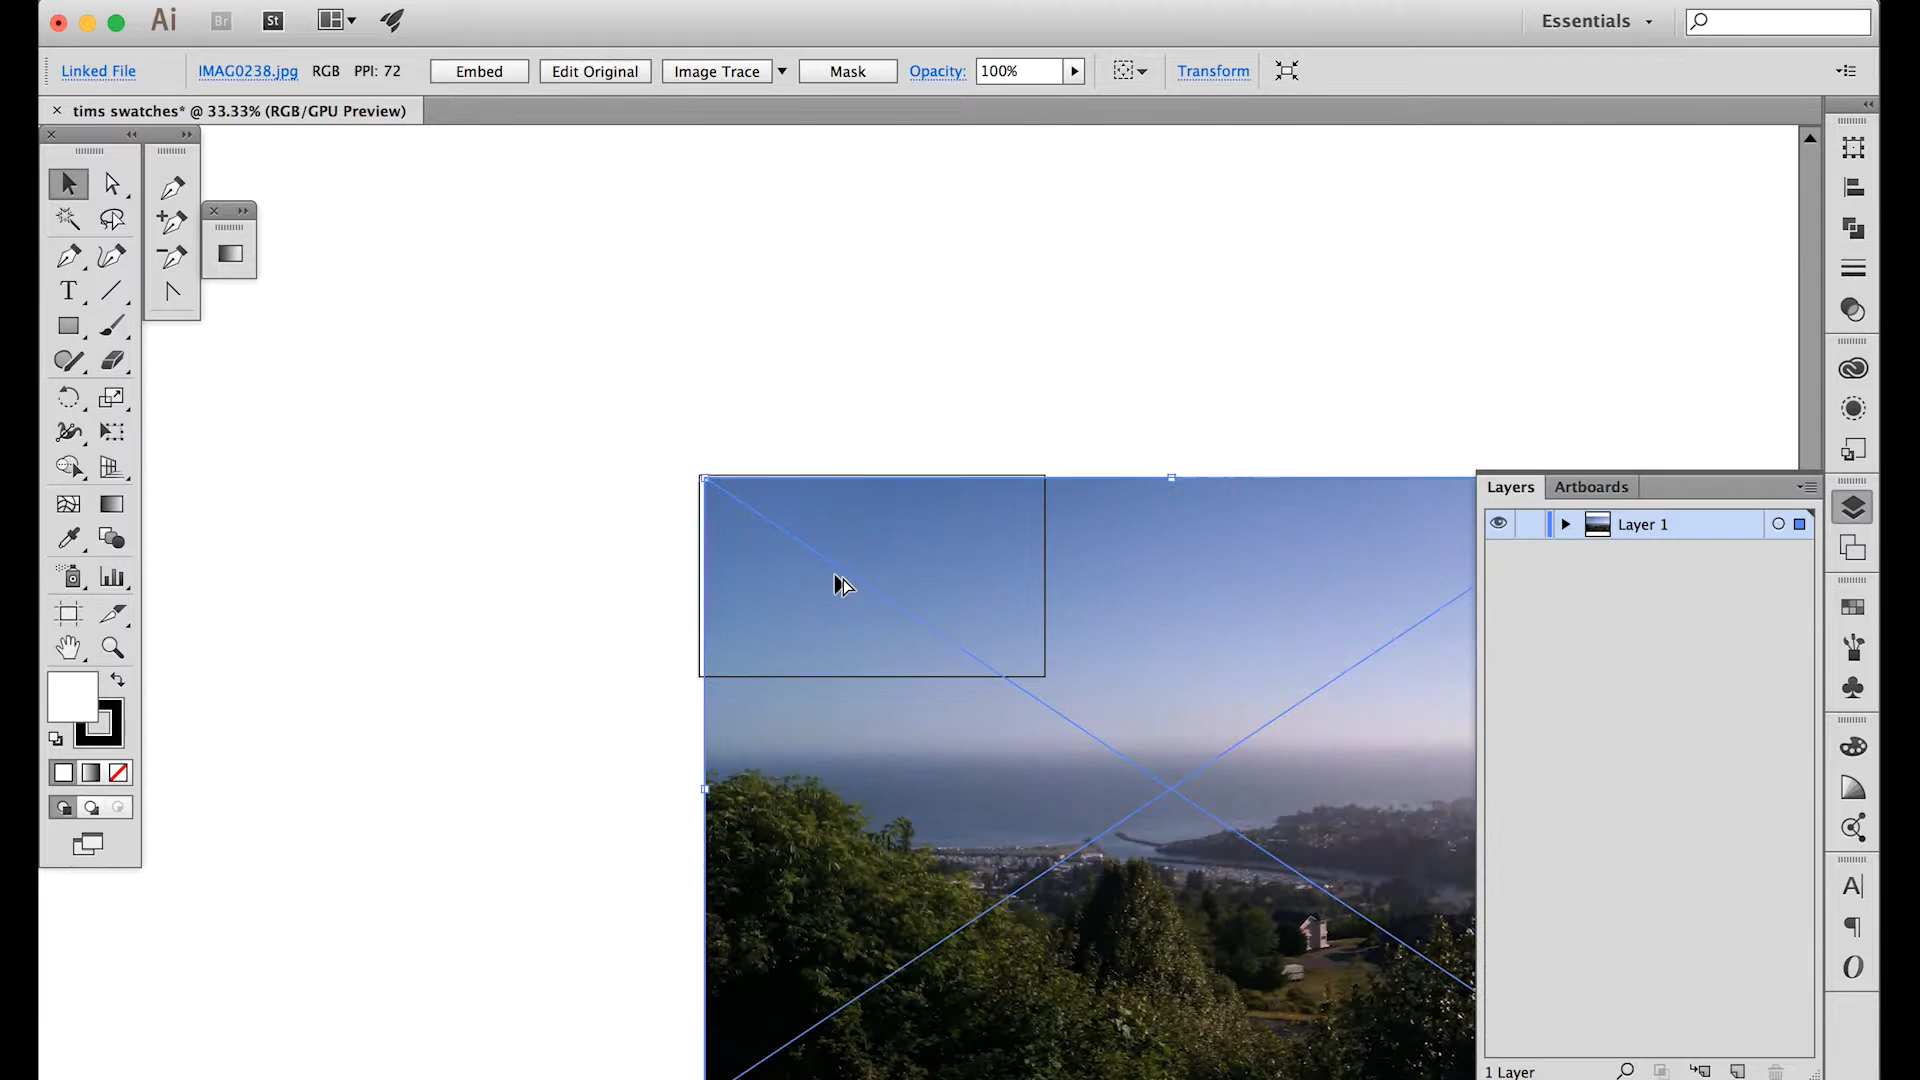 Ai Br St Essentials
Linked File IMAG0238.jpg RGB PPI: 72 Embed Edit Original Image Trace Mask Opacity: 100% Transform
× tims swatches* @ 33.33% (RGB/GPU Preview)
Layers Artboards
Layer 1
1 Layer